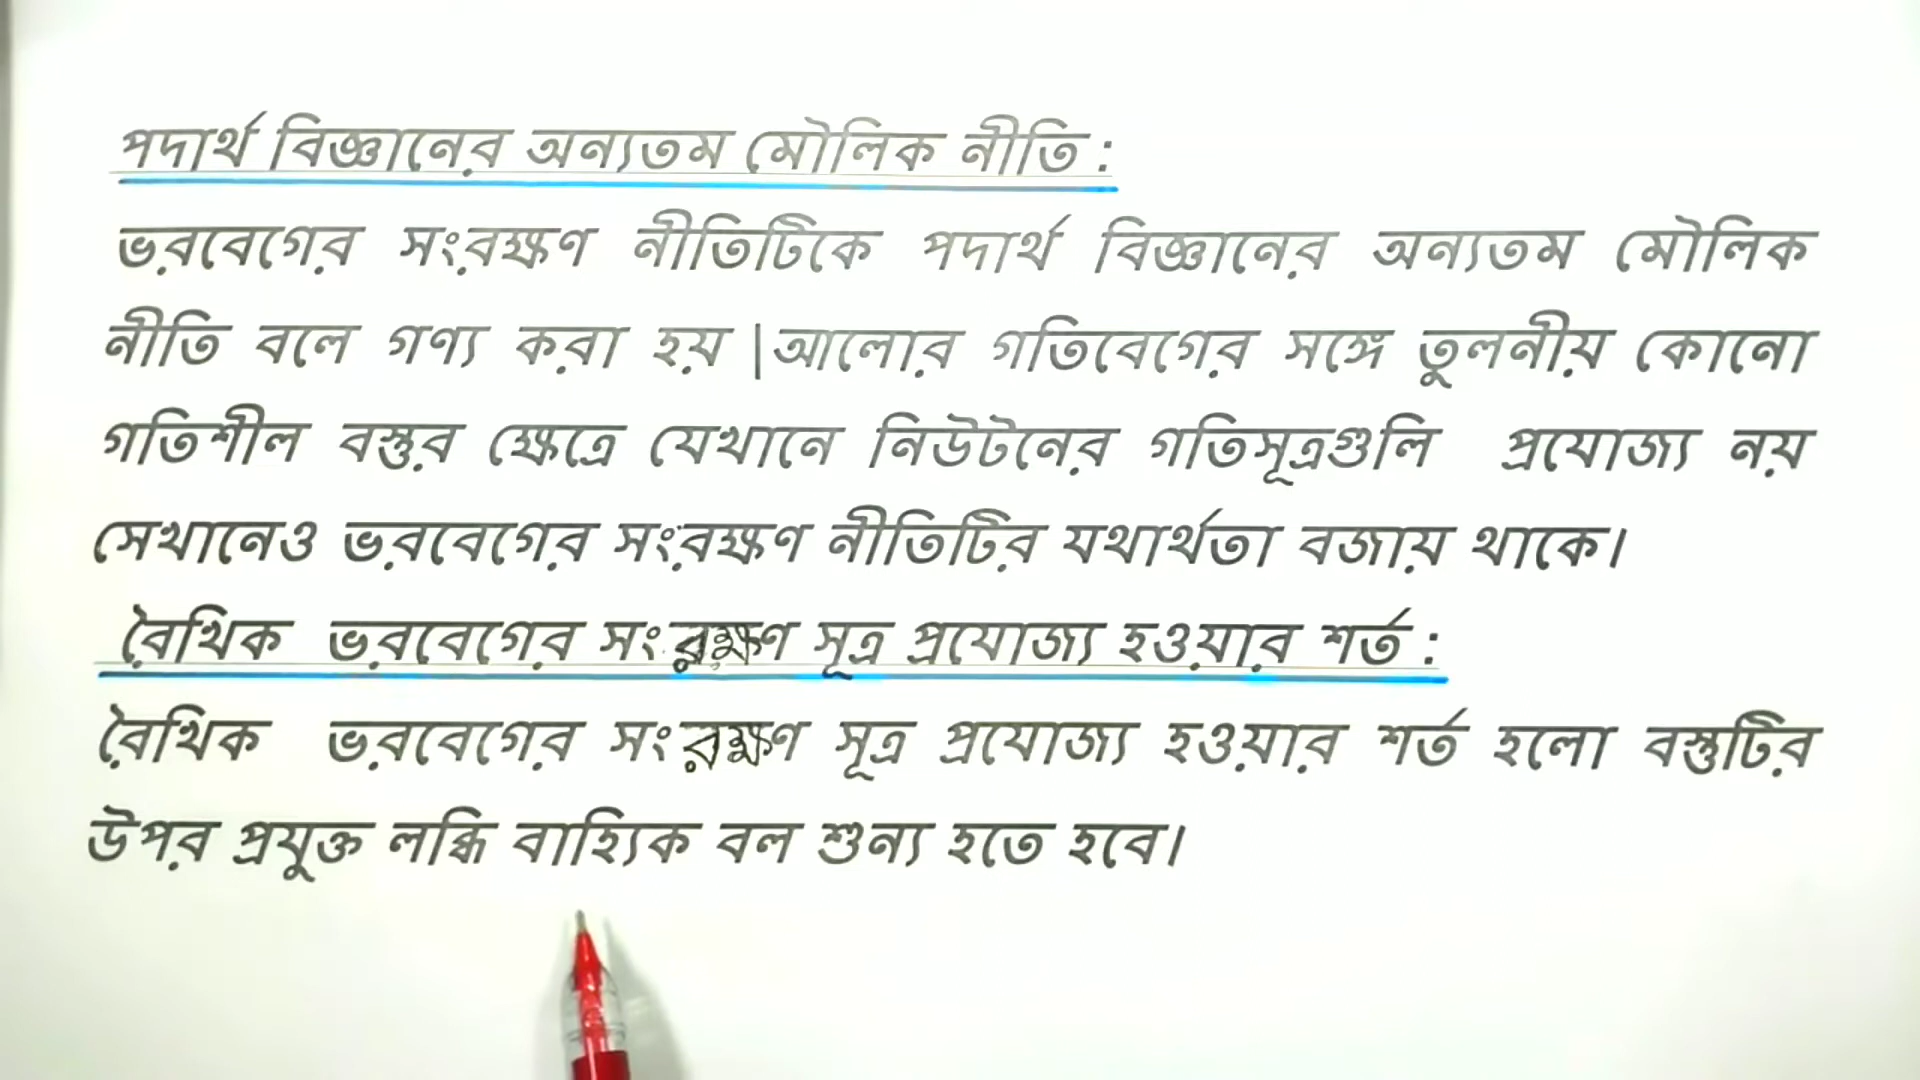 পদার্থ বিজ্ঞানের অন্যতম মৌলিক নীতি :
ভরবেগের সংরক্ষণ নীতিটিকে পদার্থ বিজ্ঞানের অন্যতম মৌলিক
নীতি বলে গণ্য করা হয় |আলোর গতিবেগের সঙ্গে তুলনীয় কোনো
গতিশীল বস্তুর ক্ষেত্রে যেখানে নিউটনের গতিসূত্রগুলি প্রযোজ্য নয়
সেখানেও ভরবেগের সংরক্ষণ নীতিটির যথার্থতা বজায় থাকে।
রৈখিক ভরবেগের সংরক্ষণ সূত্র প্রযোজ্য হওয়ার শর্ত :
রৈখিক ভরবেগের সংরক্ষণ সূত্র প্রযোজ্য হওয়ার শর্ত হলো বস্তুটির
উপর প্রযুক্ত লব্ধি বাহ্যিক বল শুন্য হতে হবে।